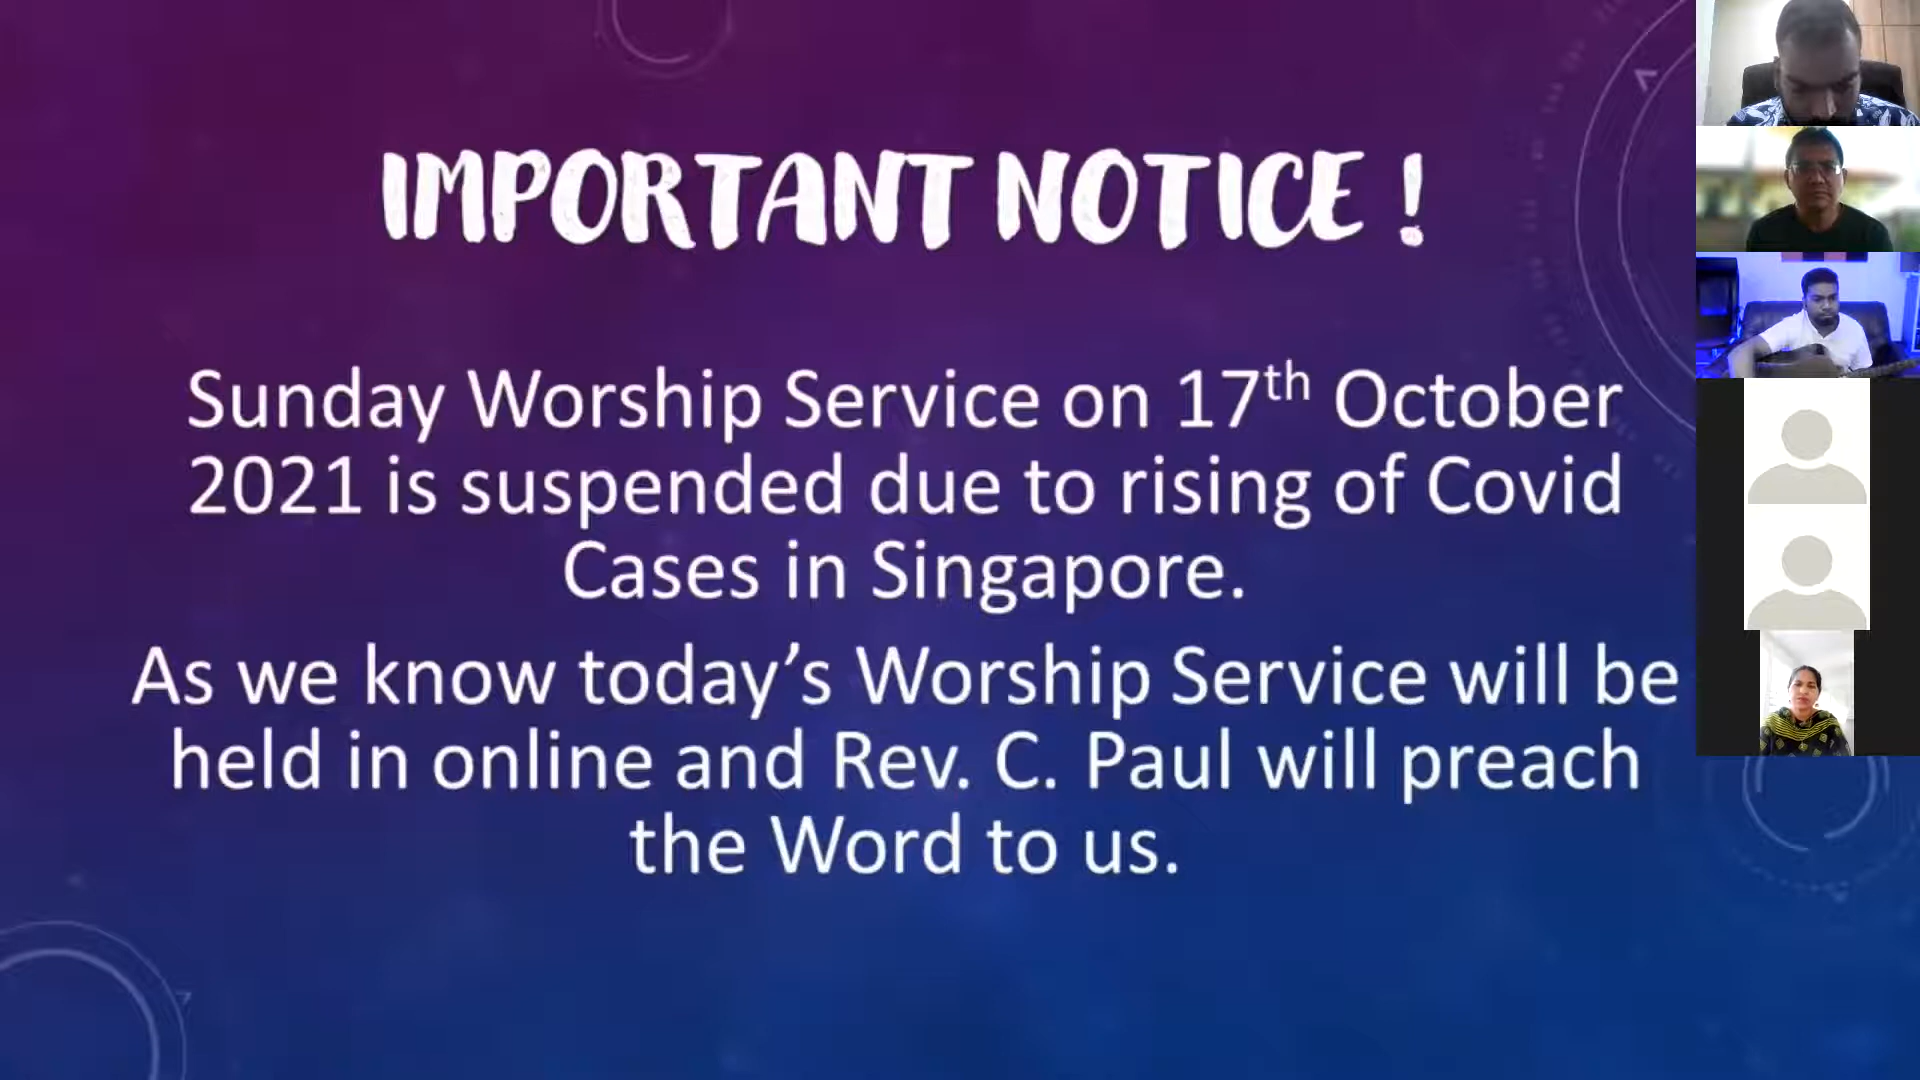 IMPORTANT NOTICE !
Sunday Worship Service on 17th October
2021 is suspended due to rising of Covid
Cases in Singapore.
As we know today’s Worship Service will be
held in online and Rev. C. Paul will preach
the Word to us.